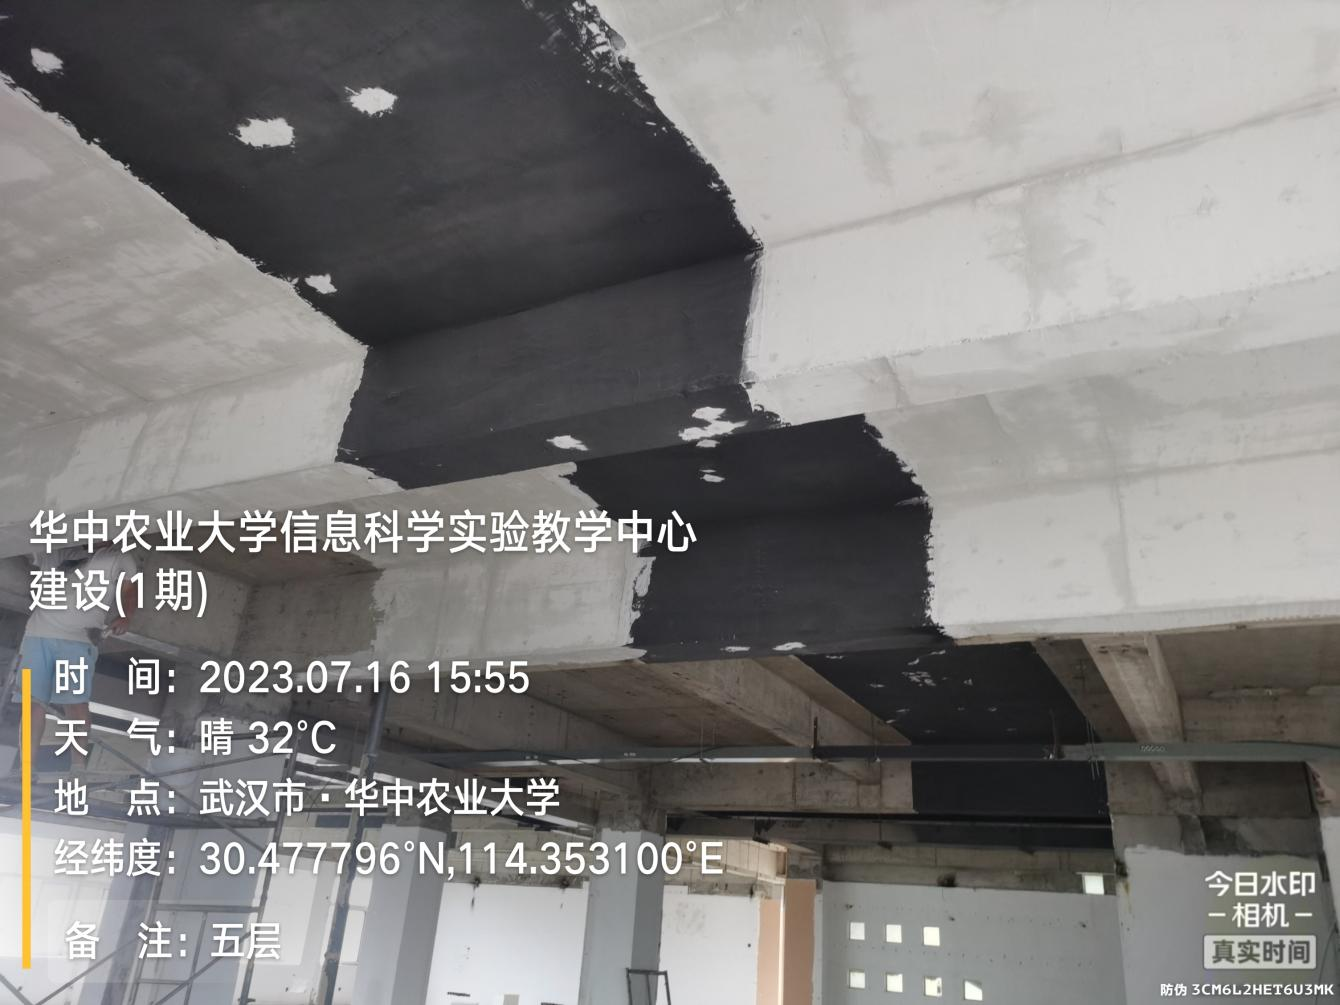 华中农业大学信息科学实验教学中心
建设(1期)
时 间：2023.07.16 15:55
天 气：晴 32°C
地 点：武汉市·华中农业大学
经纬度：30.477796°N,114.353100°E
备 注：五层
今日水印
-相机-
真实时间
防伪 3CM6L2HET6U3MK